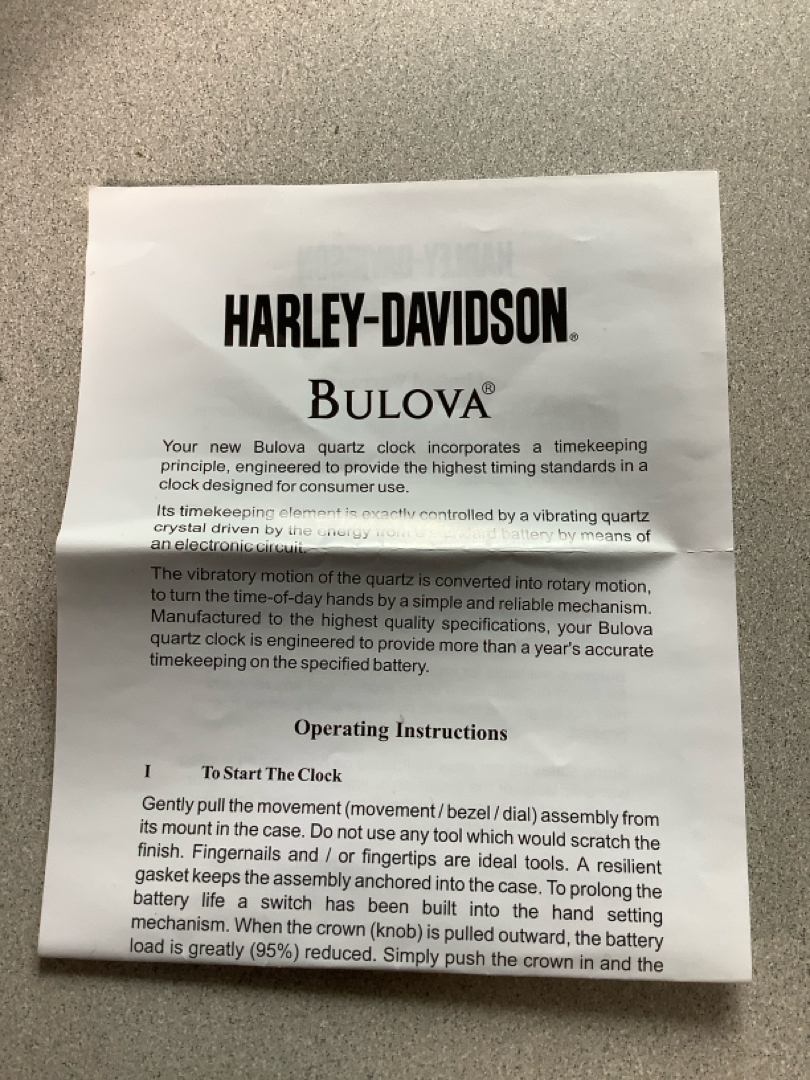 HARLEY-DAVIDSON®
BULOVA®
Your new Bulova quartz clock incorporates a timekeeping
principle, engineered to provide the highest timing standards in a
clock designed for consumer use.
Its timekeeping element is exactly controlled by a vibrating quartz
crystal driven by the energy from a standard battery by means of
an electronic circuit.
The vibratory motion of the quartz is converted into rotary motion,
to turn the time-of-day hands by a simple and reliable mechanism.
Manufactured to the highest quality specifications, your Bulova
quartz clock is engineered to provide more than a year's accurate
timekeeping on the specified battery.
Operating Instructions
I To Start The Clock
Gently pull the movement (movement / bezel / dial) assembly from
its mount in the case. Do not use any tool which would scratch the
finish. Fingernails and / or fingertips are ideal tools. A resilient
gasket keeps the assembly anchored into the case. To prolong the
battery life a switch has been built into the hand setting
mechanism. When the crown (knob) is pulled outward, the battery
load is greatly (95%) reduced. Simply push the crown in and the